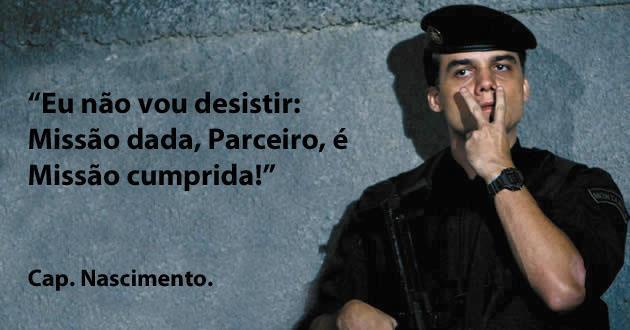 “Eu não vou desistir:
Missão dada, Parceiro, é
Missão cumprida!”
Cap. Nascimento.